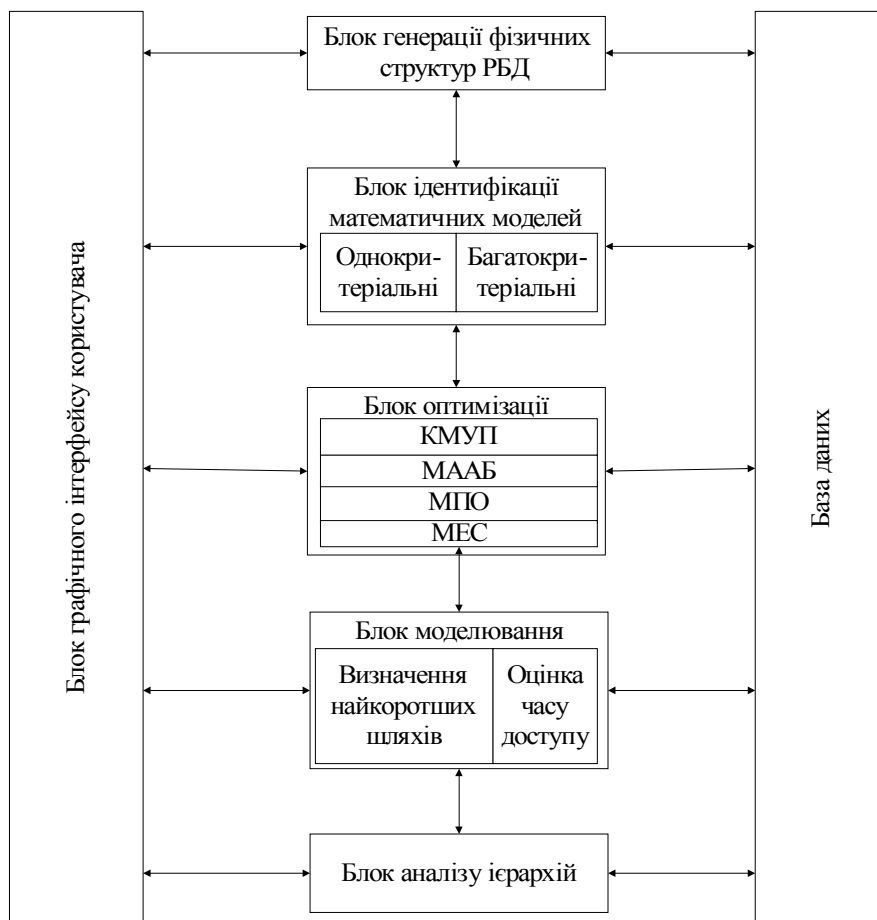 Блок графічного інтерфейсу користувача
Блок генерації фізичних
структур РБД
Блок ідентифікації
математичних моделей
Однокри-
теріальні
Багатокри-
теріальні
Блок оптимізації
КМУП
МААБ
МПО
МЕС
Блок моделювання
Визначення
найкоротших
шляхів
Оцінка
часу
доступу
Блок аналізу ієрархій
База даних